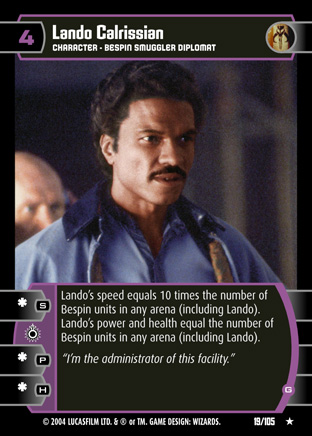 4
Lando Calrissian
CHARACTER - BESPIN SMUGGLER DIPLOMAT
Lando's speed equals 10 times the number of
Bespin units in any arena (including Lando).
Lando's power and health equal the number of
Bespin units in any arena (including Lando).
"I'm the administrator of this facility."
* S
* P
* H
G
© 2004 LUCASFILM LTD. & ® or TM. GAME DESIGN: WIZARDS. 19/105 ★